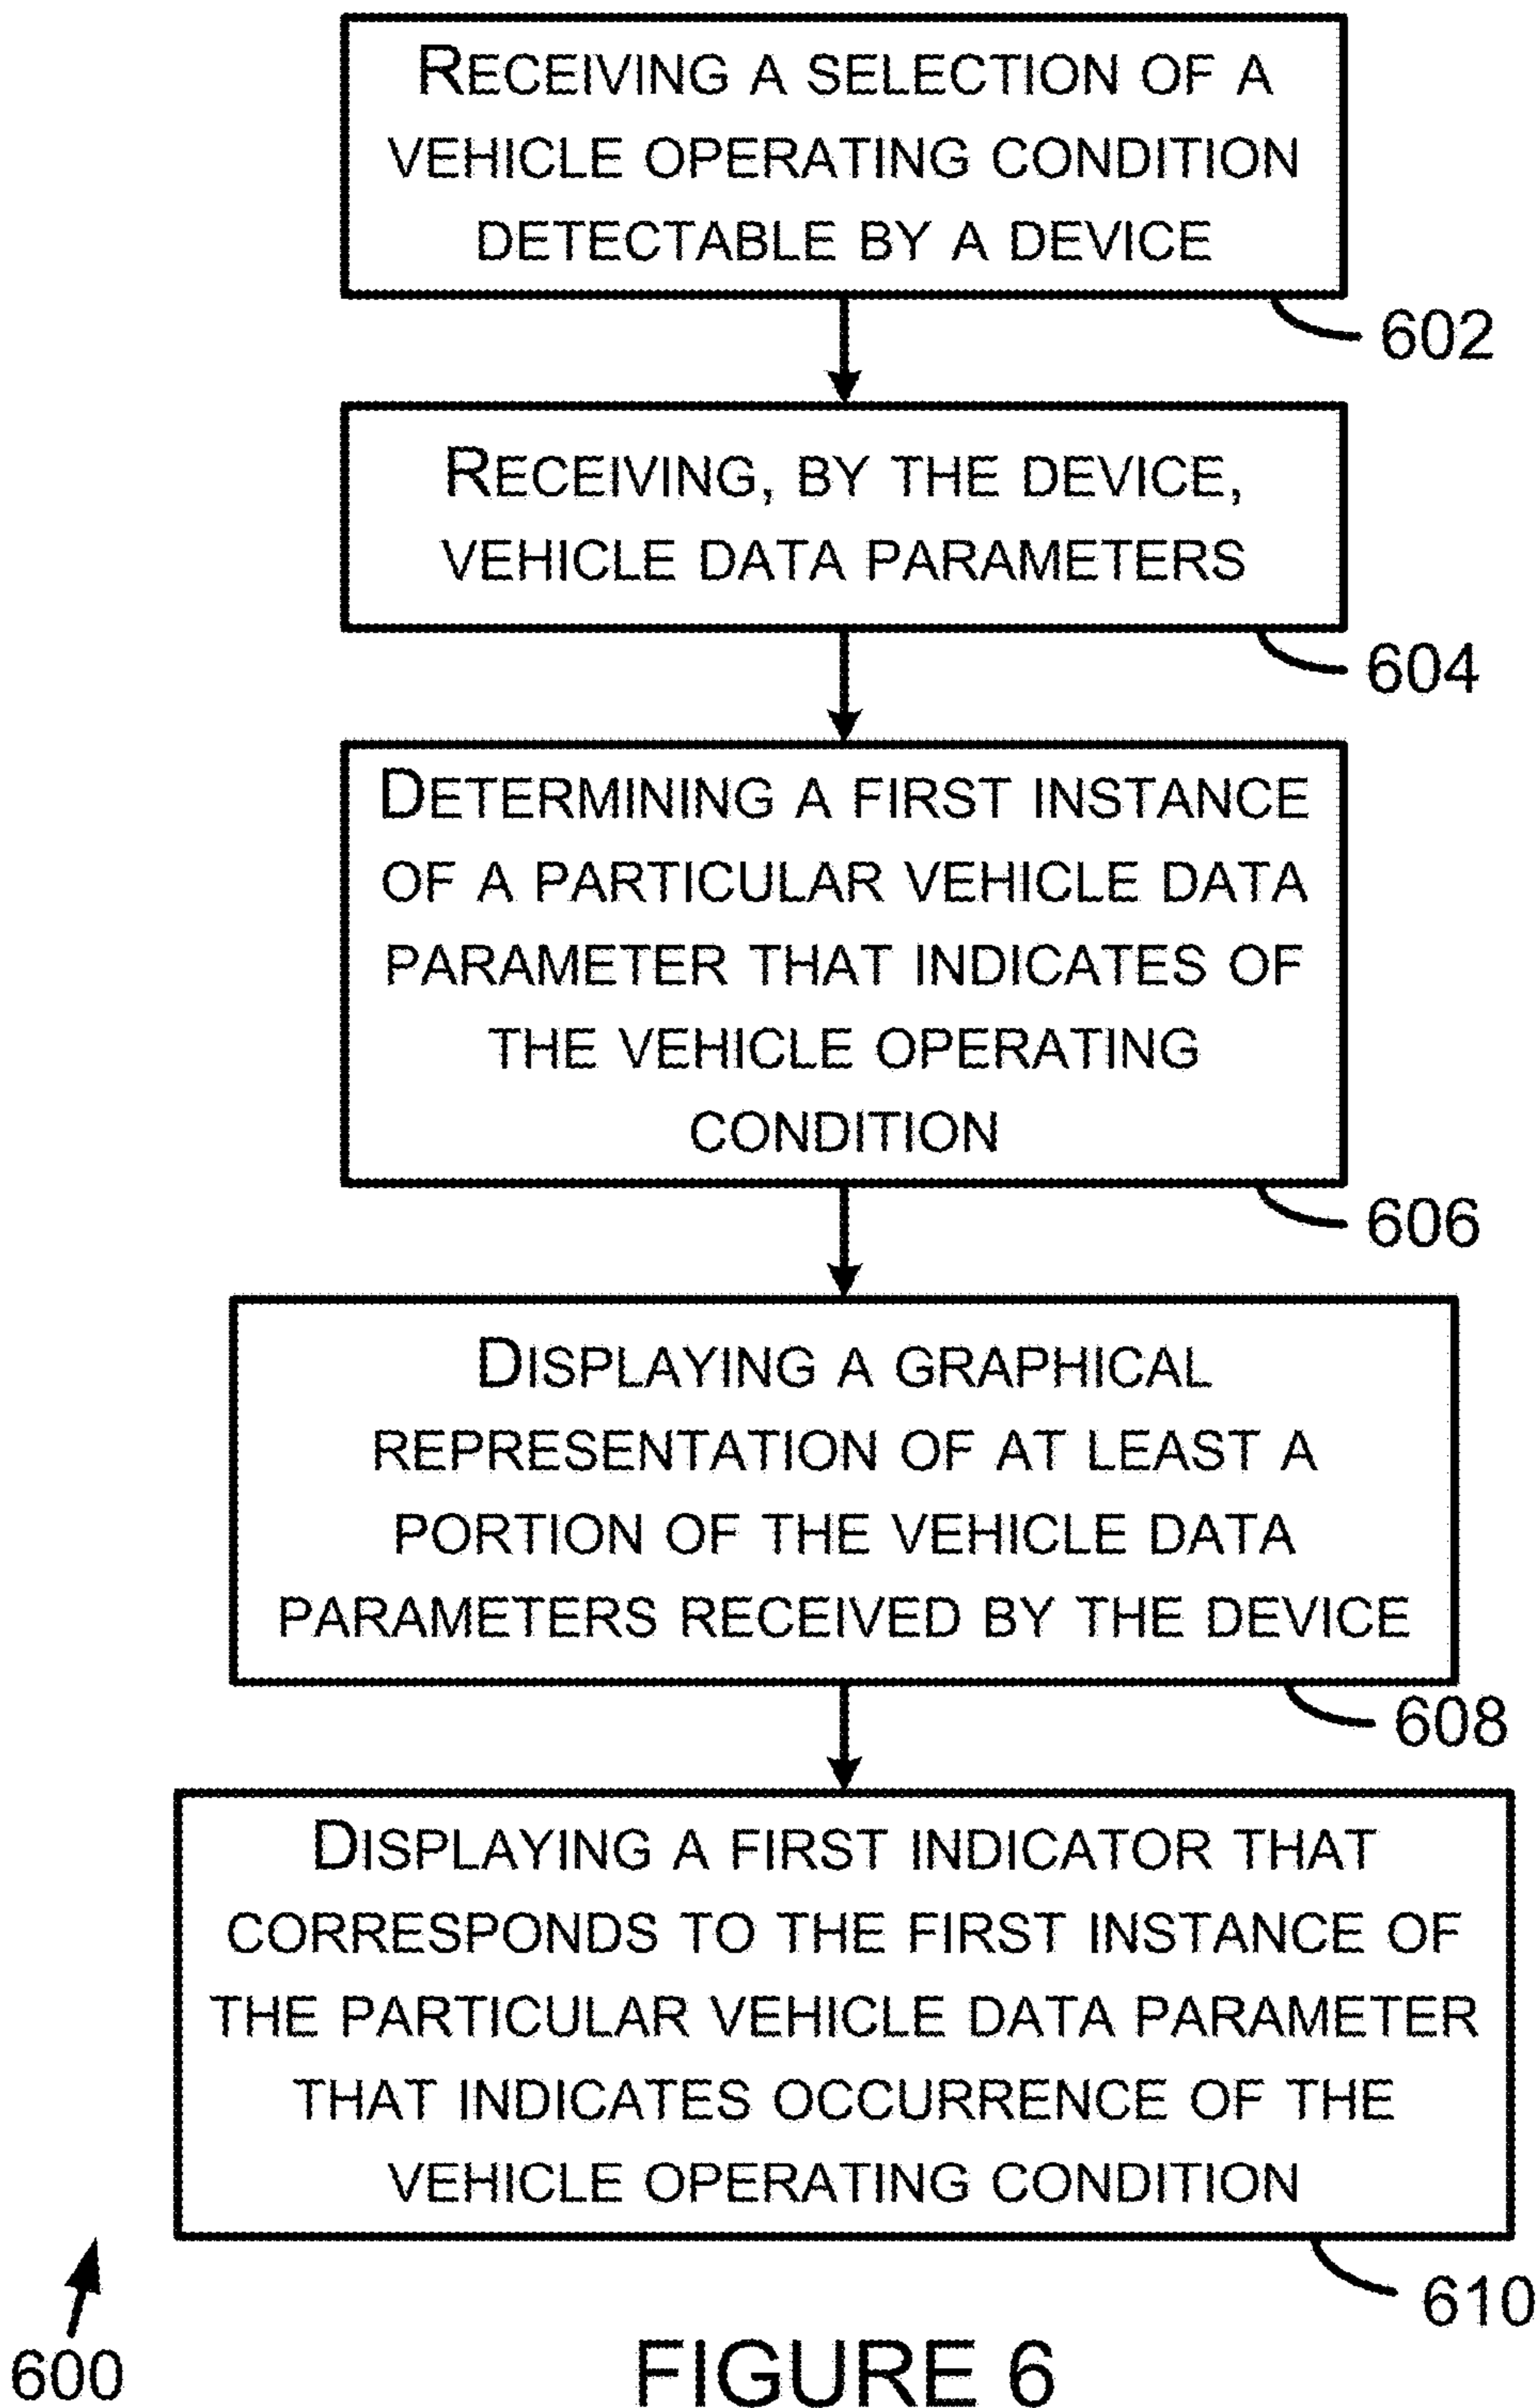 RECEIVING A SELECTION OF A
VEHICLE OPERATING CONDITION
DETECTABLE BY A DEVICE
602
RECEIVING, BY THE DEVICE,
VEHICLE DATA PARAMETERS
604
DETERMINING A FIRST INSTANCE
OF A PARTICULAR VEHICLE DATA
PARAMETER THAT INDICATES OF
THE VEHICLE OPERATING
CONDITION
606
DISPLAYING A GRAPHICAL
REPRESENTATION OF AT LEAST A
PORTION OF THE VEHICLE DATA
PARAMETERS RECEIVED BY THE DEVICE
608
DISPLAYING A FIRST INDICATOR THAT
CORRESPONDS TO THE FIRST INSTANCE OF
THE PARTICULAR VEHICLE DATA PARAMETER
THAT INDICATES OCCURRENCE OF THE
VEHICLE OPERATING CONDITION
610
600
FIGURE 6